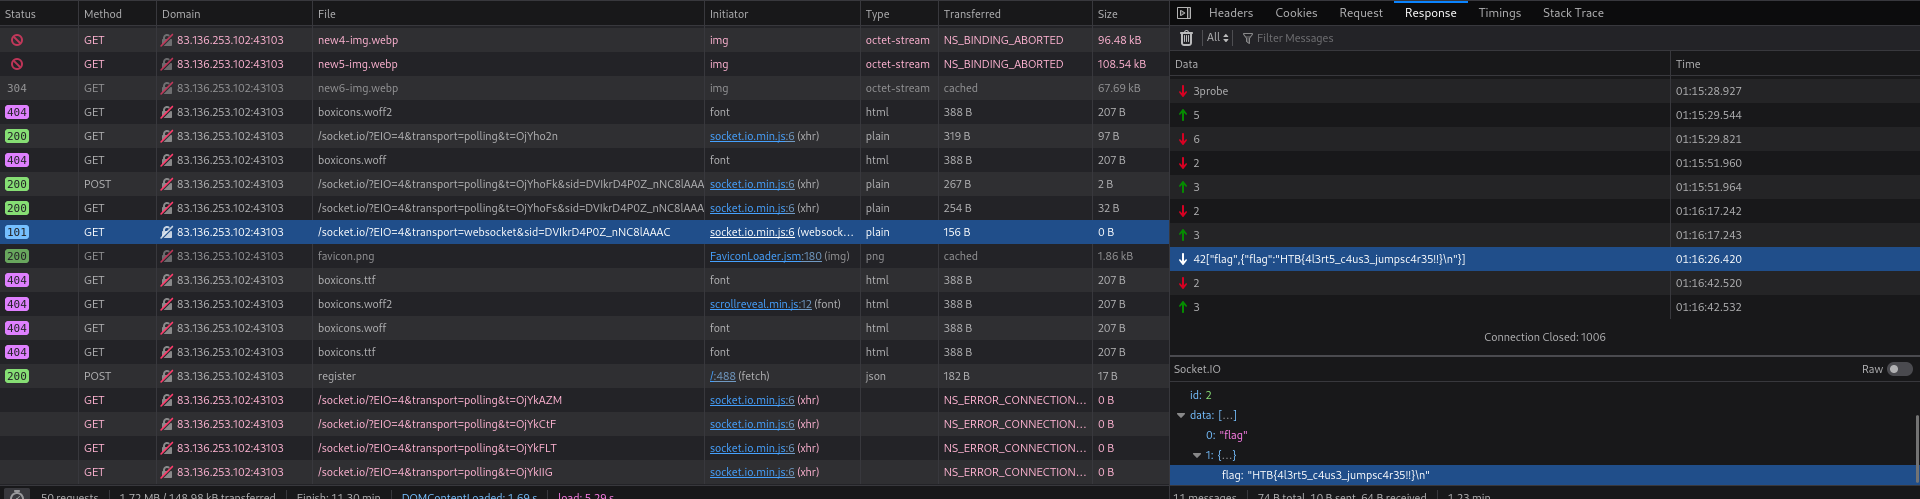 Status Method Domain File Initiator Type Transferred Size
GET 83.136.253.102:43103 new4-img.webp img octet-stream NS_BINDING_ABORTED 96.48 kB
GET 83.136.253.102:43103 new5-img.webp img octet-stream NS_BINDING_ABORTED 108.54 kB
304 GET 83.136.253.102:43103 new6-img.webp img octet-stream cached 67.69 kB
404 GET 83.136.253.102:43103 boxicons.woff2 font html 388 B 207 B
200 GET 83.136.253.102:43103 /socket.io/?EIO=4&transport=polling&t=OjYho2n socket.io.min.js:6 (xhr) plain 319 B 97 B
404 GET 83.136.253.102:43103 boxicons.woff font html 388 B 207 B
200 POST 83.136.253.102:43103 /socket.io/?EIO=4&transport=polling&t=OjYhoFk&sid=DVIkrD4P0Z_nNC8lAAA socket.io.min.js:6 (xhr) plain 267 B 2 B
200 GET 83.136.253.102:43103 /socket.io/?EIO=4&transport=polling&t=OjYhoFs&sid=DVIkrD4P0Z_nNC8lAAA socket.io.min.js:6 (xhr) plain 254 B 32 B
101 GET 83.136.253.102:43103 /socket.io/?EIO=4&transport=websocket&sid=DVIkrD4P0Z_nNC8lAAAC socket.io.min.js:6 (websock... plain 156 B 0 B
200 GET 83.136.253.102:43103 favicon.png FaviconLoader.jsm:180 (img) png cached 1.86 kB
404 GET 83.136.253.102:43103 boxicons.ttf font html 388 B 207 B
404 GET 83.136.253.102:43103 boxicons.woff2 scrollreveal.min.js:12 (font) html 388 B 207 B
404 GET 83.136.253.102:43103 boxicons.woff font html 388 B 207 B
404 GET 83.136.253.102:43103 boxicons.ttf font html 388 B 207 B
200 POST 83.136.253.102:43103 register /:488 (fetch) json 182 B 17 B
GET 83.136.253.102:43103 /socket.io/?EIO=4&transport=polling&t=OjYkAZM socket.io.min.js:6 (xhr) NS_ERROR_CONNECTION... 0 B
GET 83.136.253.102:43103 /socket.io/?EIO=4&transport=polling&t=OjYkCtF socket.io.min.js:6 (xhr) NS_ERROR_CONNECTION... 0 B
GET 83.136.253.102:43103 /socket.io/?EIO=4&transport=polling&t=OjYkFLT socket.io.min.js:6 (xhr) NS_ERROR_CONNECTION... 0 B
GET 83.136.253.102:43103 /socket.io/?EIO=4&transport=polling&t=OjYkIIG socket.io.min.js:6 (xhr) NS_ERROR_CONNECTION... 0 B
50 requests 1.72 MB / 148.98 kB transferred Finish: 11.30 min DOMContentLoaded: 1.69 s load: 5.29 s
Headers Cookies Request Response Timings Stack Trace
All Filter Messages
Data Time
3probe 01:15:28.927
5 01:15:29.544
6 01:15:29.821
2 01:15:51.960
3 01:15:51.964
2 01:16:17.242
3 01:16:17.243
42["flag",{"flag":"HTB{4l3rt5_c4us3_jumpsc4r35!!}\n"}] 01:16:26.420
2 01:16:42.520
3 01:16:42.532
Connection Closed: 1006
Socket.IO Raw
id: 2
data: [...]
0: "flag"
1: {...}
flag: "HTB{4l3rt5_c4us3_jumpsc4r35!!}\n"
11 messages 74 B total, 10 B sent, 64 B received 1.23 min